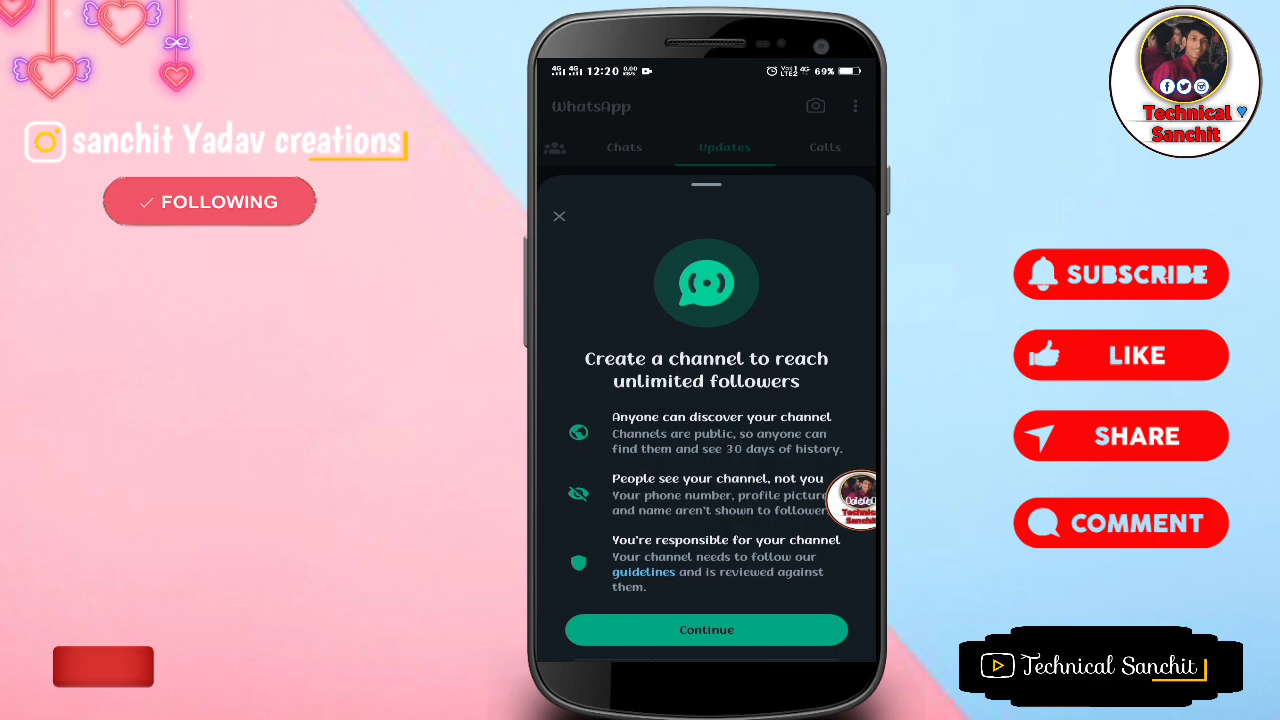 sanchit Yadav creations
FOLLOWING
12:20
69%
WhatsApp
Chats
Updates
Calls
Create a channel to reach
unlimited followers
Anyone can discover your channel
Channels are public, so anyone can
find them and see 30 days of history.
People see your channel, not you
Your phone number, profile picture
and name aren't shown to follower
You're responsible for your channel
Your channel needs to follow our
guidelines and is reviewed against
them.
Continue
Technical
Sanchit
SUBSCRIBE
LIKE
SHARE
COMMENT
Technical Sanchit